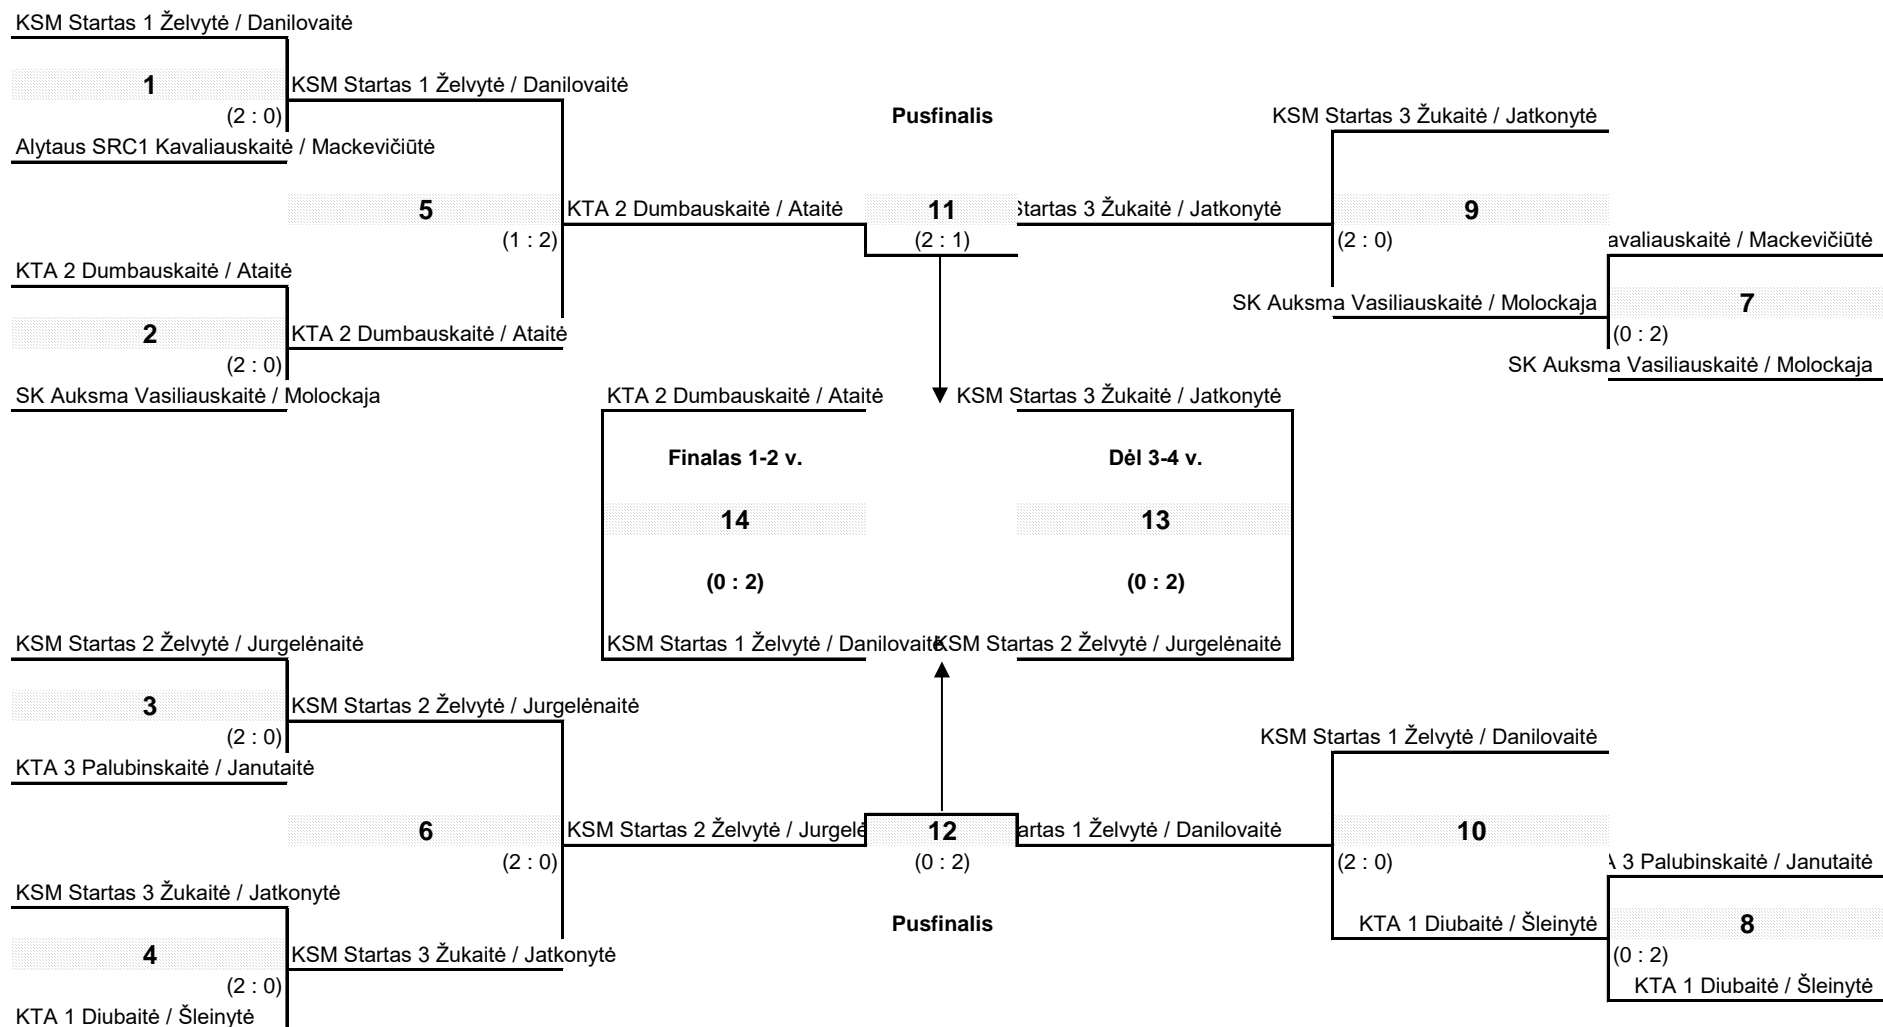 KSM Startas 1 Želvytė / Danilovaitė
1
KSM Startas 1 Želvytė / Danilovaitė
(2 : 0)
Pusfinalis
KSM Startas 3 Žukaitė / Jatkonytė
Alytaus SRC1 Kavaliauskaitė / Mackevičiūtė
5
KTA 2 Dumbauskaitė / Ataitė
11
Startas 3 Žukaitė / Jatkonytė
9
(1 : 2)
(2 : 1)
(2 : 0)
avaliauskaitė / Mackevičiūtė
KTA 2 Dumbauskaitė / Ataitė
SK Auksma Vasiliauskaitė / Molockaja
7
2
KTA 2 Dumbauskaitė / Ataitė
(0 : 2)
(2 : 0)
SK Auksma Vasiliauskaitė / Molockaja
SK Auksma Vasiliauskaitė / Molockaja
KTA 2 Dumbauskaitė / Ataitė
KSM Startas 3 Žukaitė / Jatkonytė
Finalas 1-2 v.
Dėl 3-4 v.
14
13
(0 : 2)
(0 : 2)
KSM Startas 2 Želvytė / Jurgelėnaitė
KSM Startas 1 Želvytė / Danilovaitė
KSM Startas 2 Želvytė / Jurgelėnaitė
3
KSM Startas 2 Želvytė / Jurgelėnaitė
(2 : 0)
KSM Startas 1 Želvytė / Danilovaitė
KTA 3 Palubinskaitė / Janutaitė
6
KSM Startas 2 Želvytė / Jurgelė
12
artas 1 Želvytė / Danilovaitė
10
(2 : 0)
(0 : 2)
(2 : 0)
3 Palubinskaitė / Janutaitė
KSM Startas 3 Žukaitė / Jatkonytė
Pusfinalis
KTA 1 Diubaitė / Šleinytė
8
4
KSM Startas 3 Žukaitė / Jatkonytė
(0 : 2)
(2 : 0)
KTA 1 Diubaitė / Šleinytė
KTA 1 Diubaitė / Šleinytė